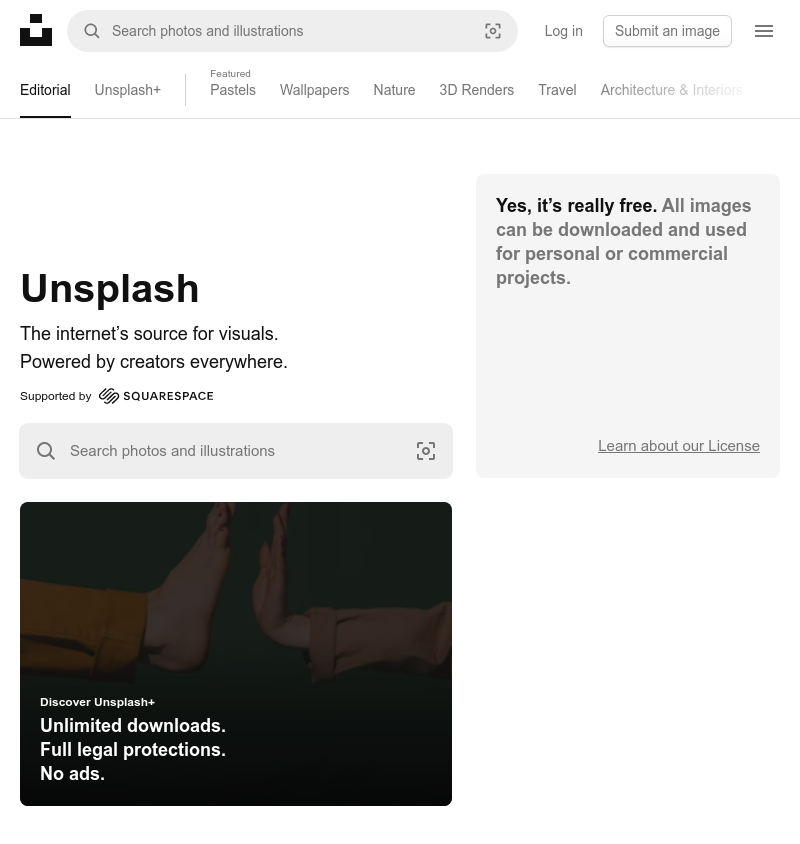 Search photos and illustrations
Log in
Submit an image
Editorial
Unsplash+
Featured
Pastels
Wallpapers
Nature
3D Renders
Travel
Architecture & Interiors
Yes, it’s really free. All images
can be downloaded and used
for personal or commercial
projects.
Learn about our License
Unsplash
The internet’s source for visuals.
Powered by creators everywhere.
Supported by SQUARESPACE
Search photos and illustrations
Discover Unsplash+
Unlimited downloads.
Full legal protections.
No ads.